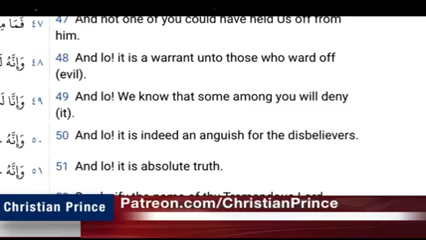 47 And not one of you could have held Us off from
him.
48 And lo! it is a warrant unto those who ward off
(evil).
49 And lo! We know that some among you will deny
(it).
50 And lo! it is indeed an anguish for the disbelievers.
51 And lo! it is absolute truth.
٤٧
٤٨ وَإِنَّهُ
٤٩ وَإِنَّا
٥٠ وَإِنَّهُ
٥١ وَإِنَّهُ
Christian Prince
Patreon.com/ChristianPrince